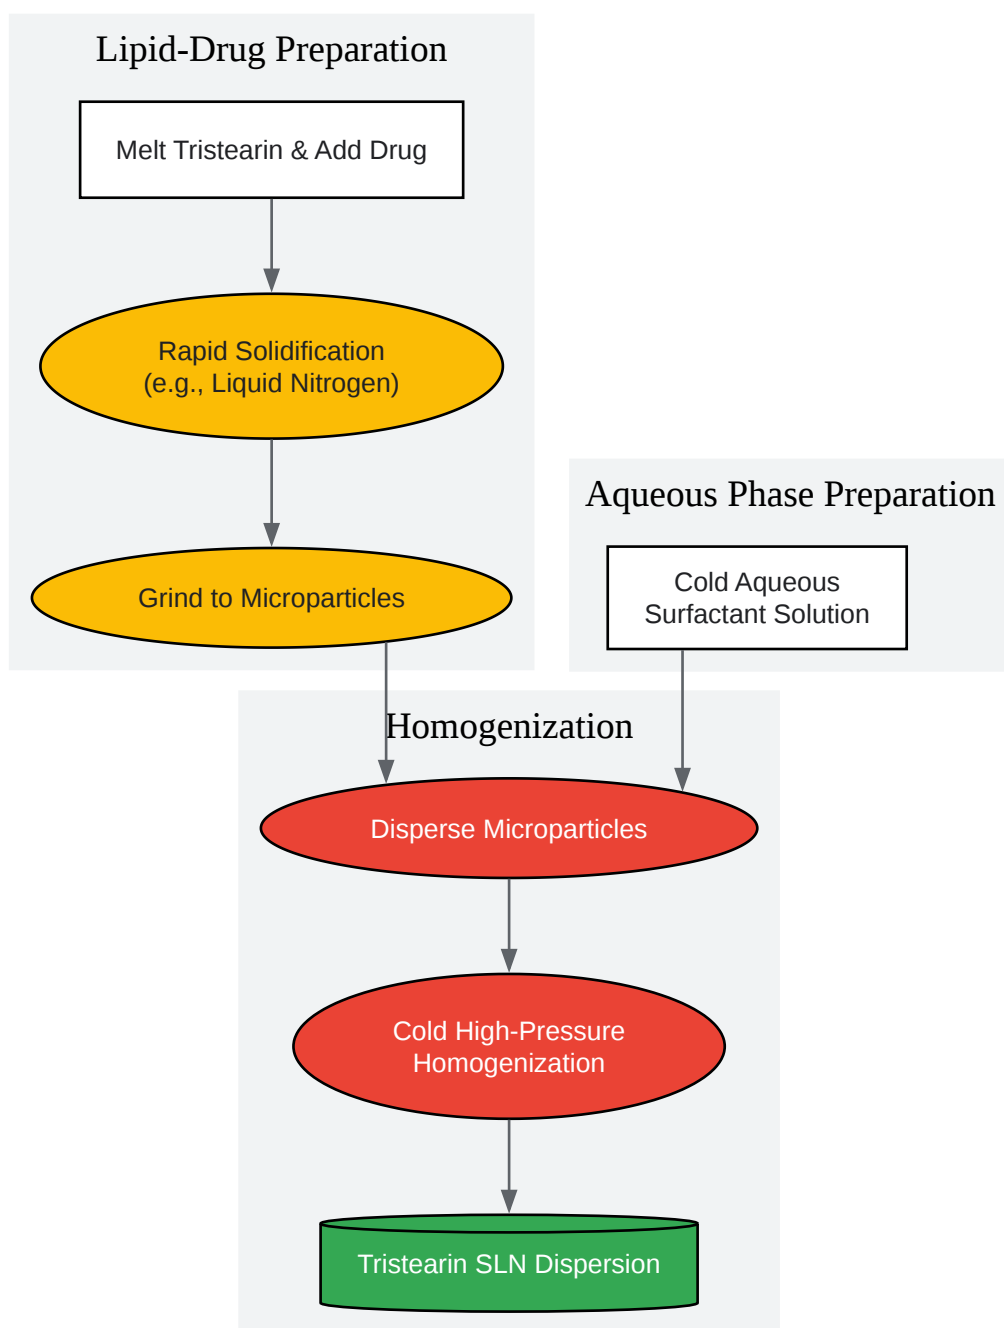 Lipid-Drug Preparation
Melt Tristearin & Add Drug
Rapid Solidification
(e.g., Liquid Nitrogen)
Grind to Microparticles
Aqueous Phase Preparation
Cold Aqueous
Surfactant Solution
Homogenization
Disperse Microparticles
Cold High-Pressure
Homogenization
Tristearin SLN Dispersion